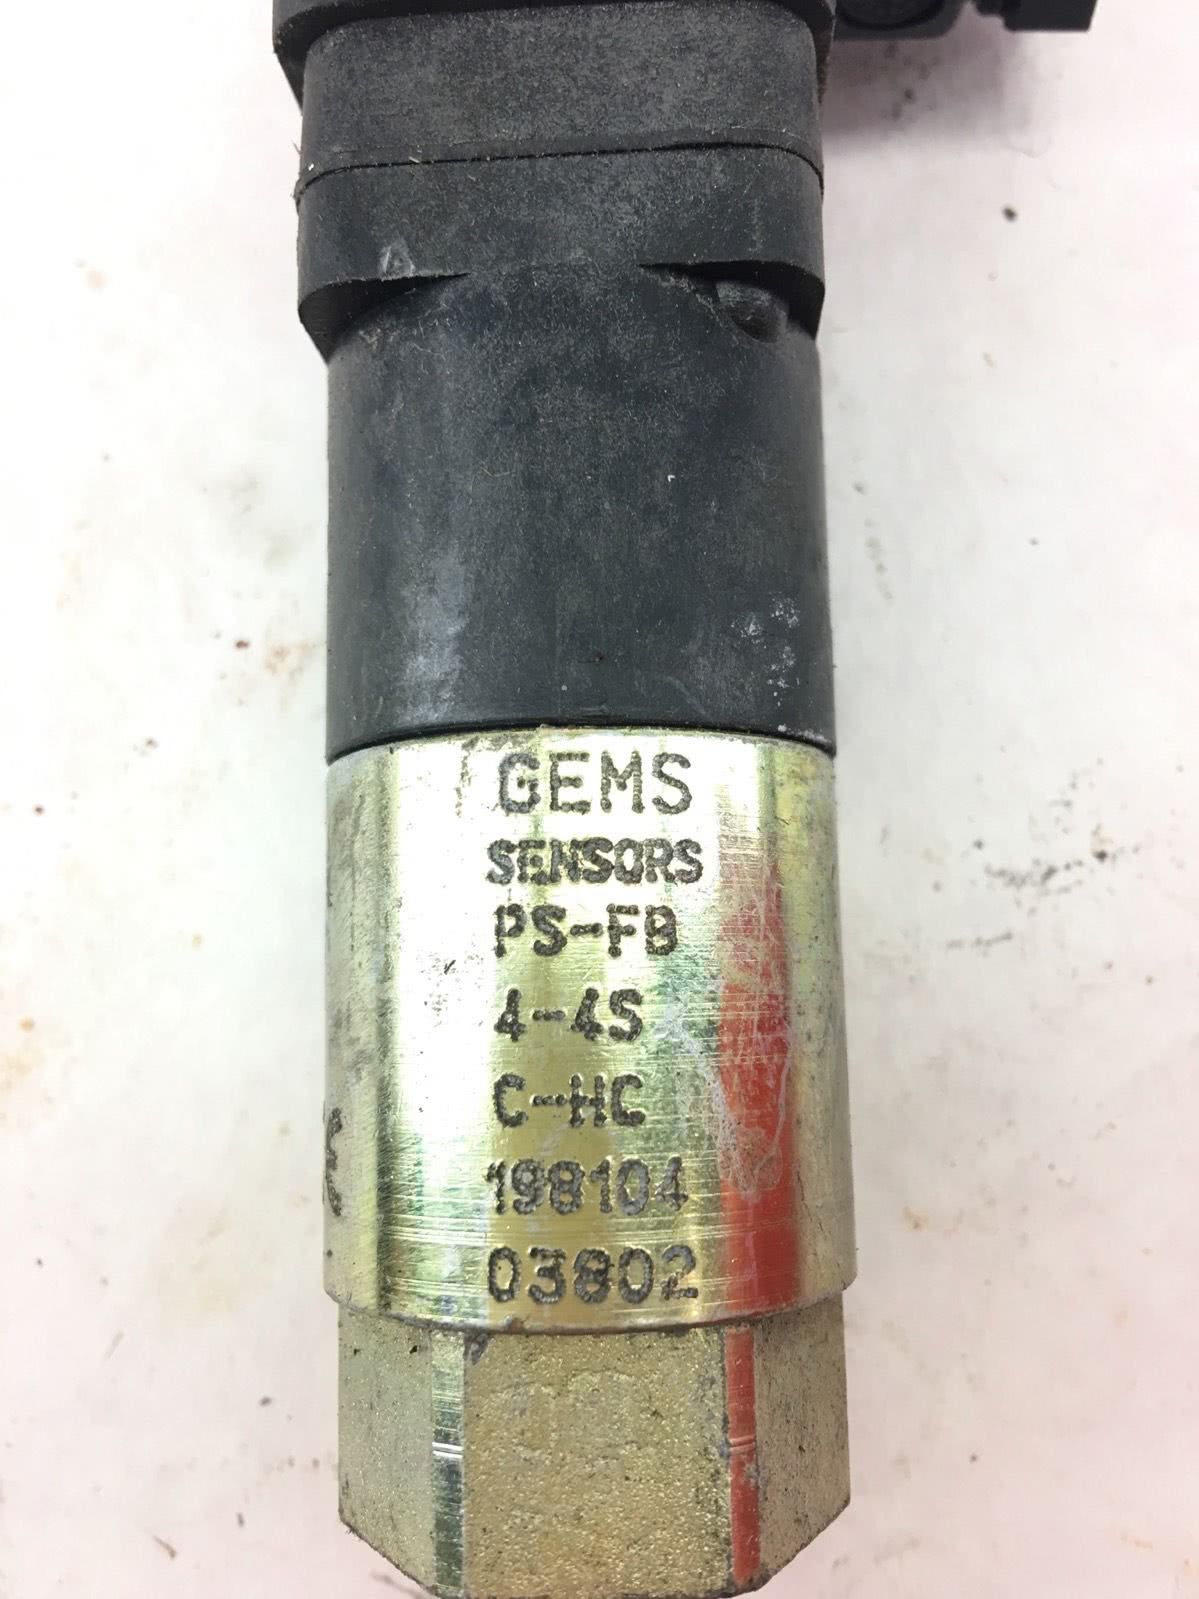 GEMS
SENSORS
PS-FB
4-4S
C-HC
198104
03802